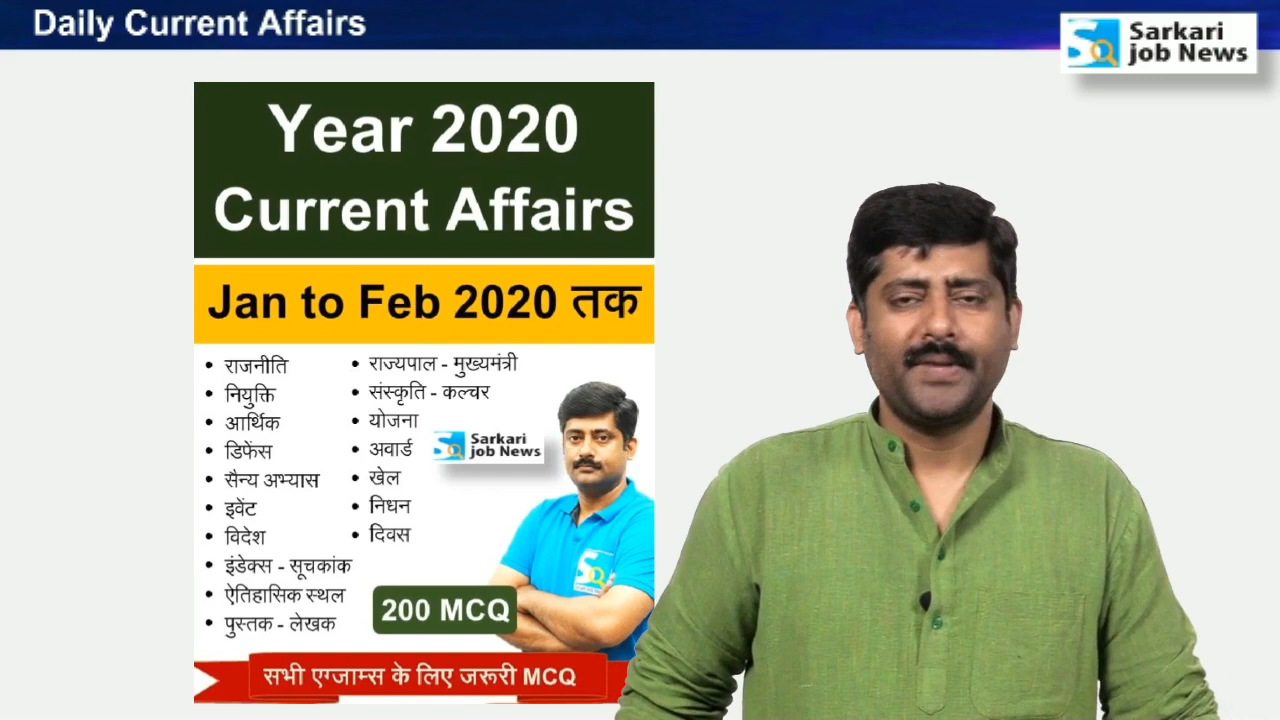 Daily Current Affairs
Sarkari
job News
Year 2020
Current Affairs
Jan to Feb 2020 तक
• राजनीति
• नियुक्ति
• आर्थिक
• डिफेंस
• सैन्य अभ्यास
• इवेंट
• विदेश
• इंडेक्स - सूचकांक
• ऐतिहासिक स्थल
• पुस्तक - लेखक
• राज्यपाल - मुख्यमंत्री
• संस्कृति - कल्चर
• योजना
• अवार्ड
• खेल
• निधन
• दिवस
Sarkari
job News
200 MCQ
सभी एग्जाम्स के लिए जरूरी MCQ